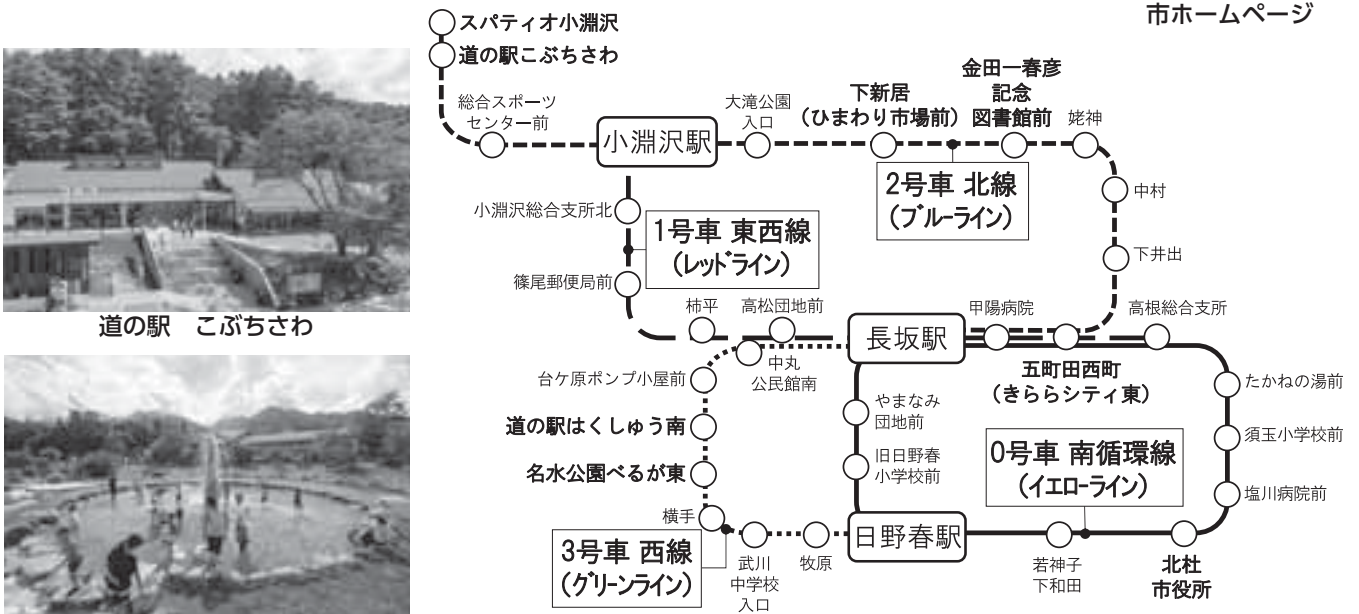 市ホームページ
スパティオ小淵沢
道の駅こぶちさわ
総合スポーツ
センター前
小淵沢駅
大滝公園
入口
下新居
（ひまわり市場前）
金田一春彦
記念
図書館前
姥神
2号車 北線
（ブルーライン）
中村
下井出
小淵沢総合支所北
1号車 東西線
（レッドライン）
篠尾郵便局前
道の駅　こぶちさわ
柿平
高松団地前
長坂駅
甲陽病院
高根総合支所
五町田西町
（きららシティ東）
中丸
公民館南
台ケ原ポンプ小屋前
道の駅はくしゅう南
名水公園べるが東
横手
3号車 西線
（グリーンライン）
武川
中学校
入口
牧原
やまなみ
団地前
旧日野春
小学校前
日野春駅
0号車 南循環線
（イエローライン）
たかねの湯前
須玉小学校前
塩川病院前
若神子
下和田
北杜
市役所